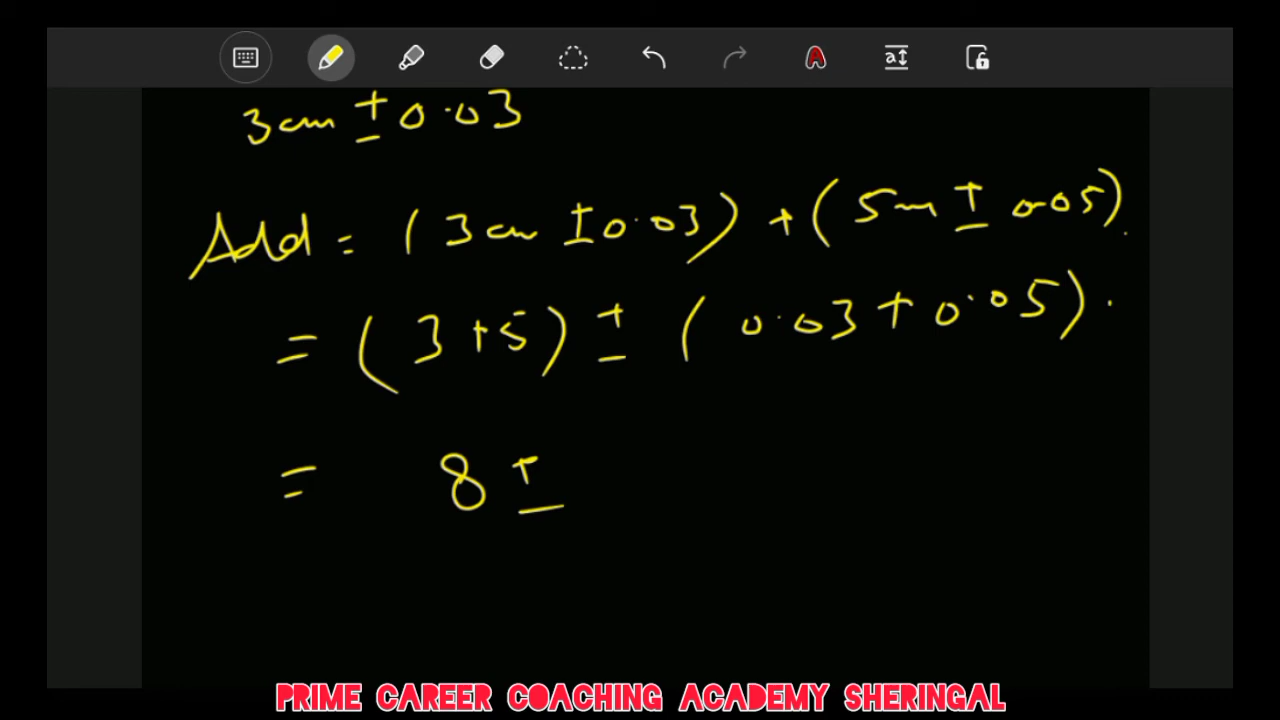 3cm ± 0.03
Add = (3cm ± 0.03) + (5cm ± 0.05).
= (3+5) ± (0.03 + 0.05).
= 8 ±
PRIME CAREER COACHING ACADEMY SHERINGAL